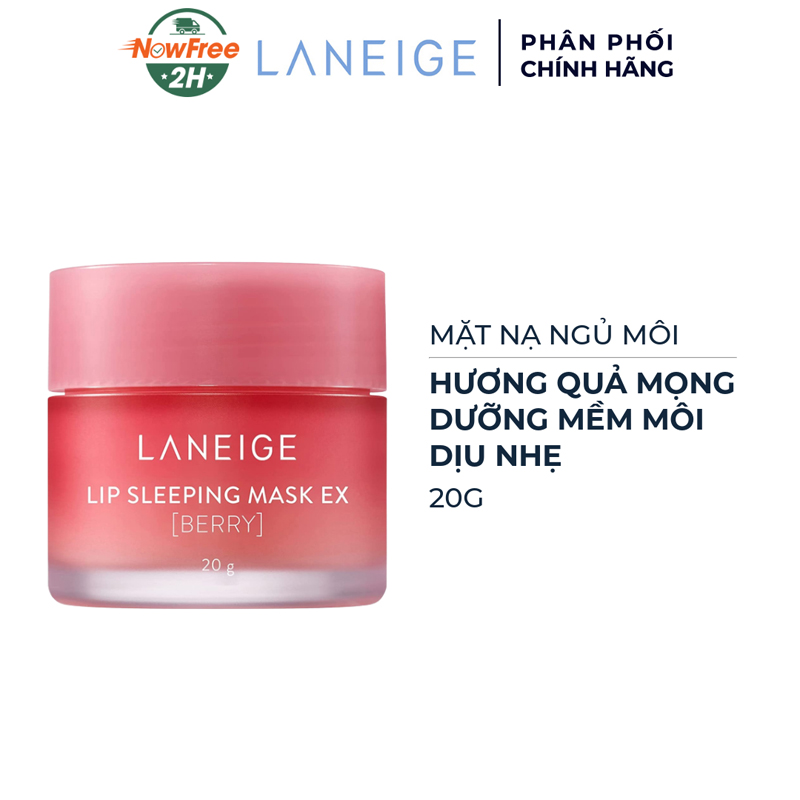 NowFree
2H
LANEIGE
PHÂN PHỐI
CHÍNH HÃNG
MẶT NẠ NGỦ MÔI
HƯƠNG QUẢ MỌNG
DƯỠNG MỀM MÔI
DỊU NHẸ
20G
LANEIGE
LIP SLEEPING MASK EX
[BERRY]
20 g